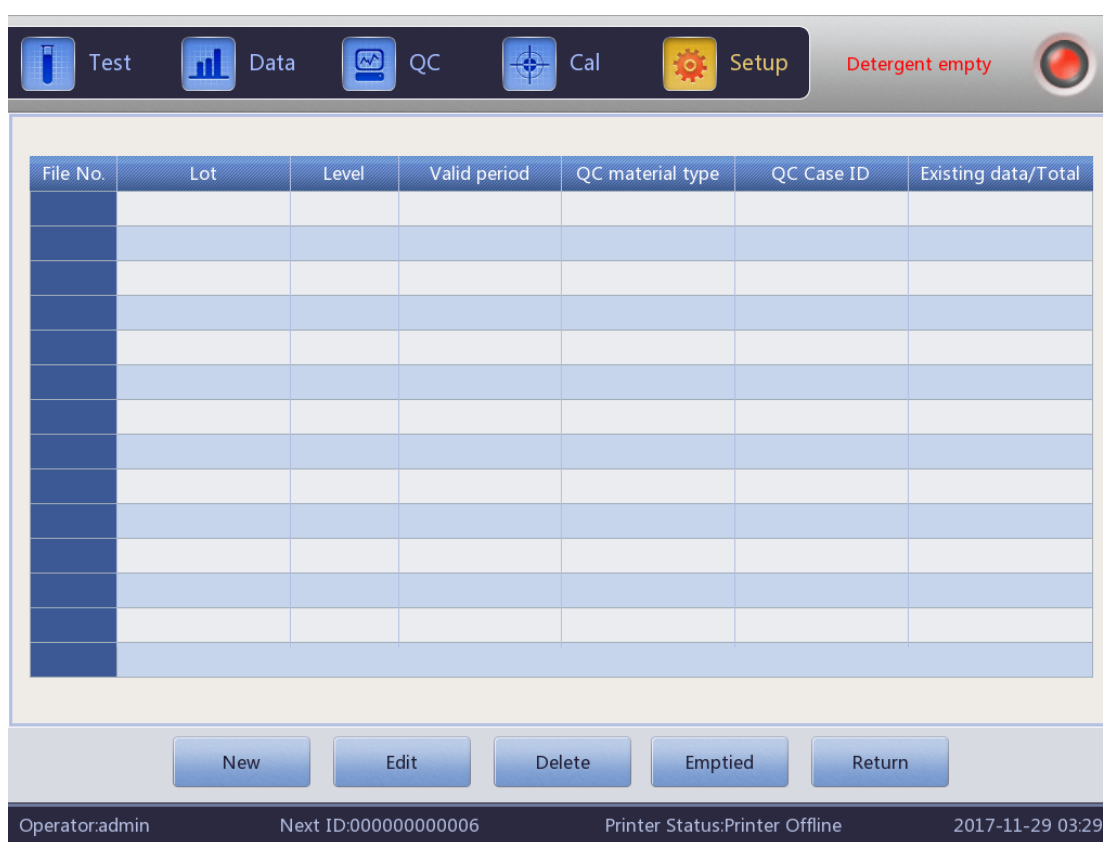 Test Data QC Cal Setup Detergent empty
File No. Lot Level Valid period QC material type QC Case ID Existing data/Total
New Edit Delete Emptied Return
Operator:admin Next ID:000000000006 Printer Status:Printer Offline 2017-11-29 03:29